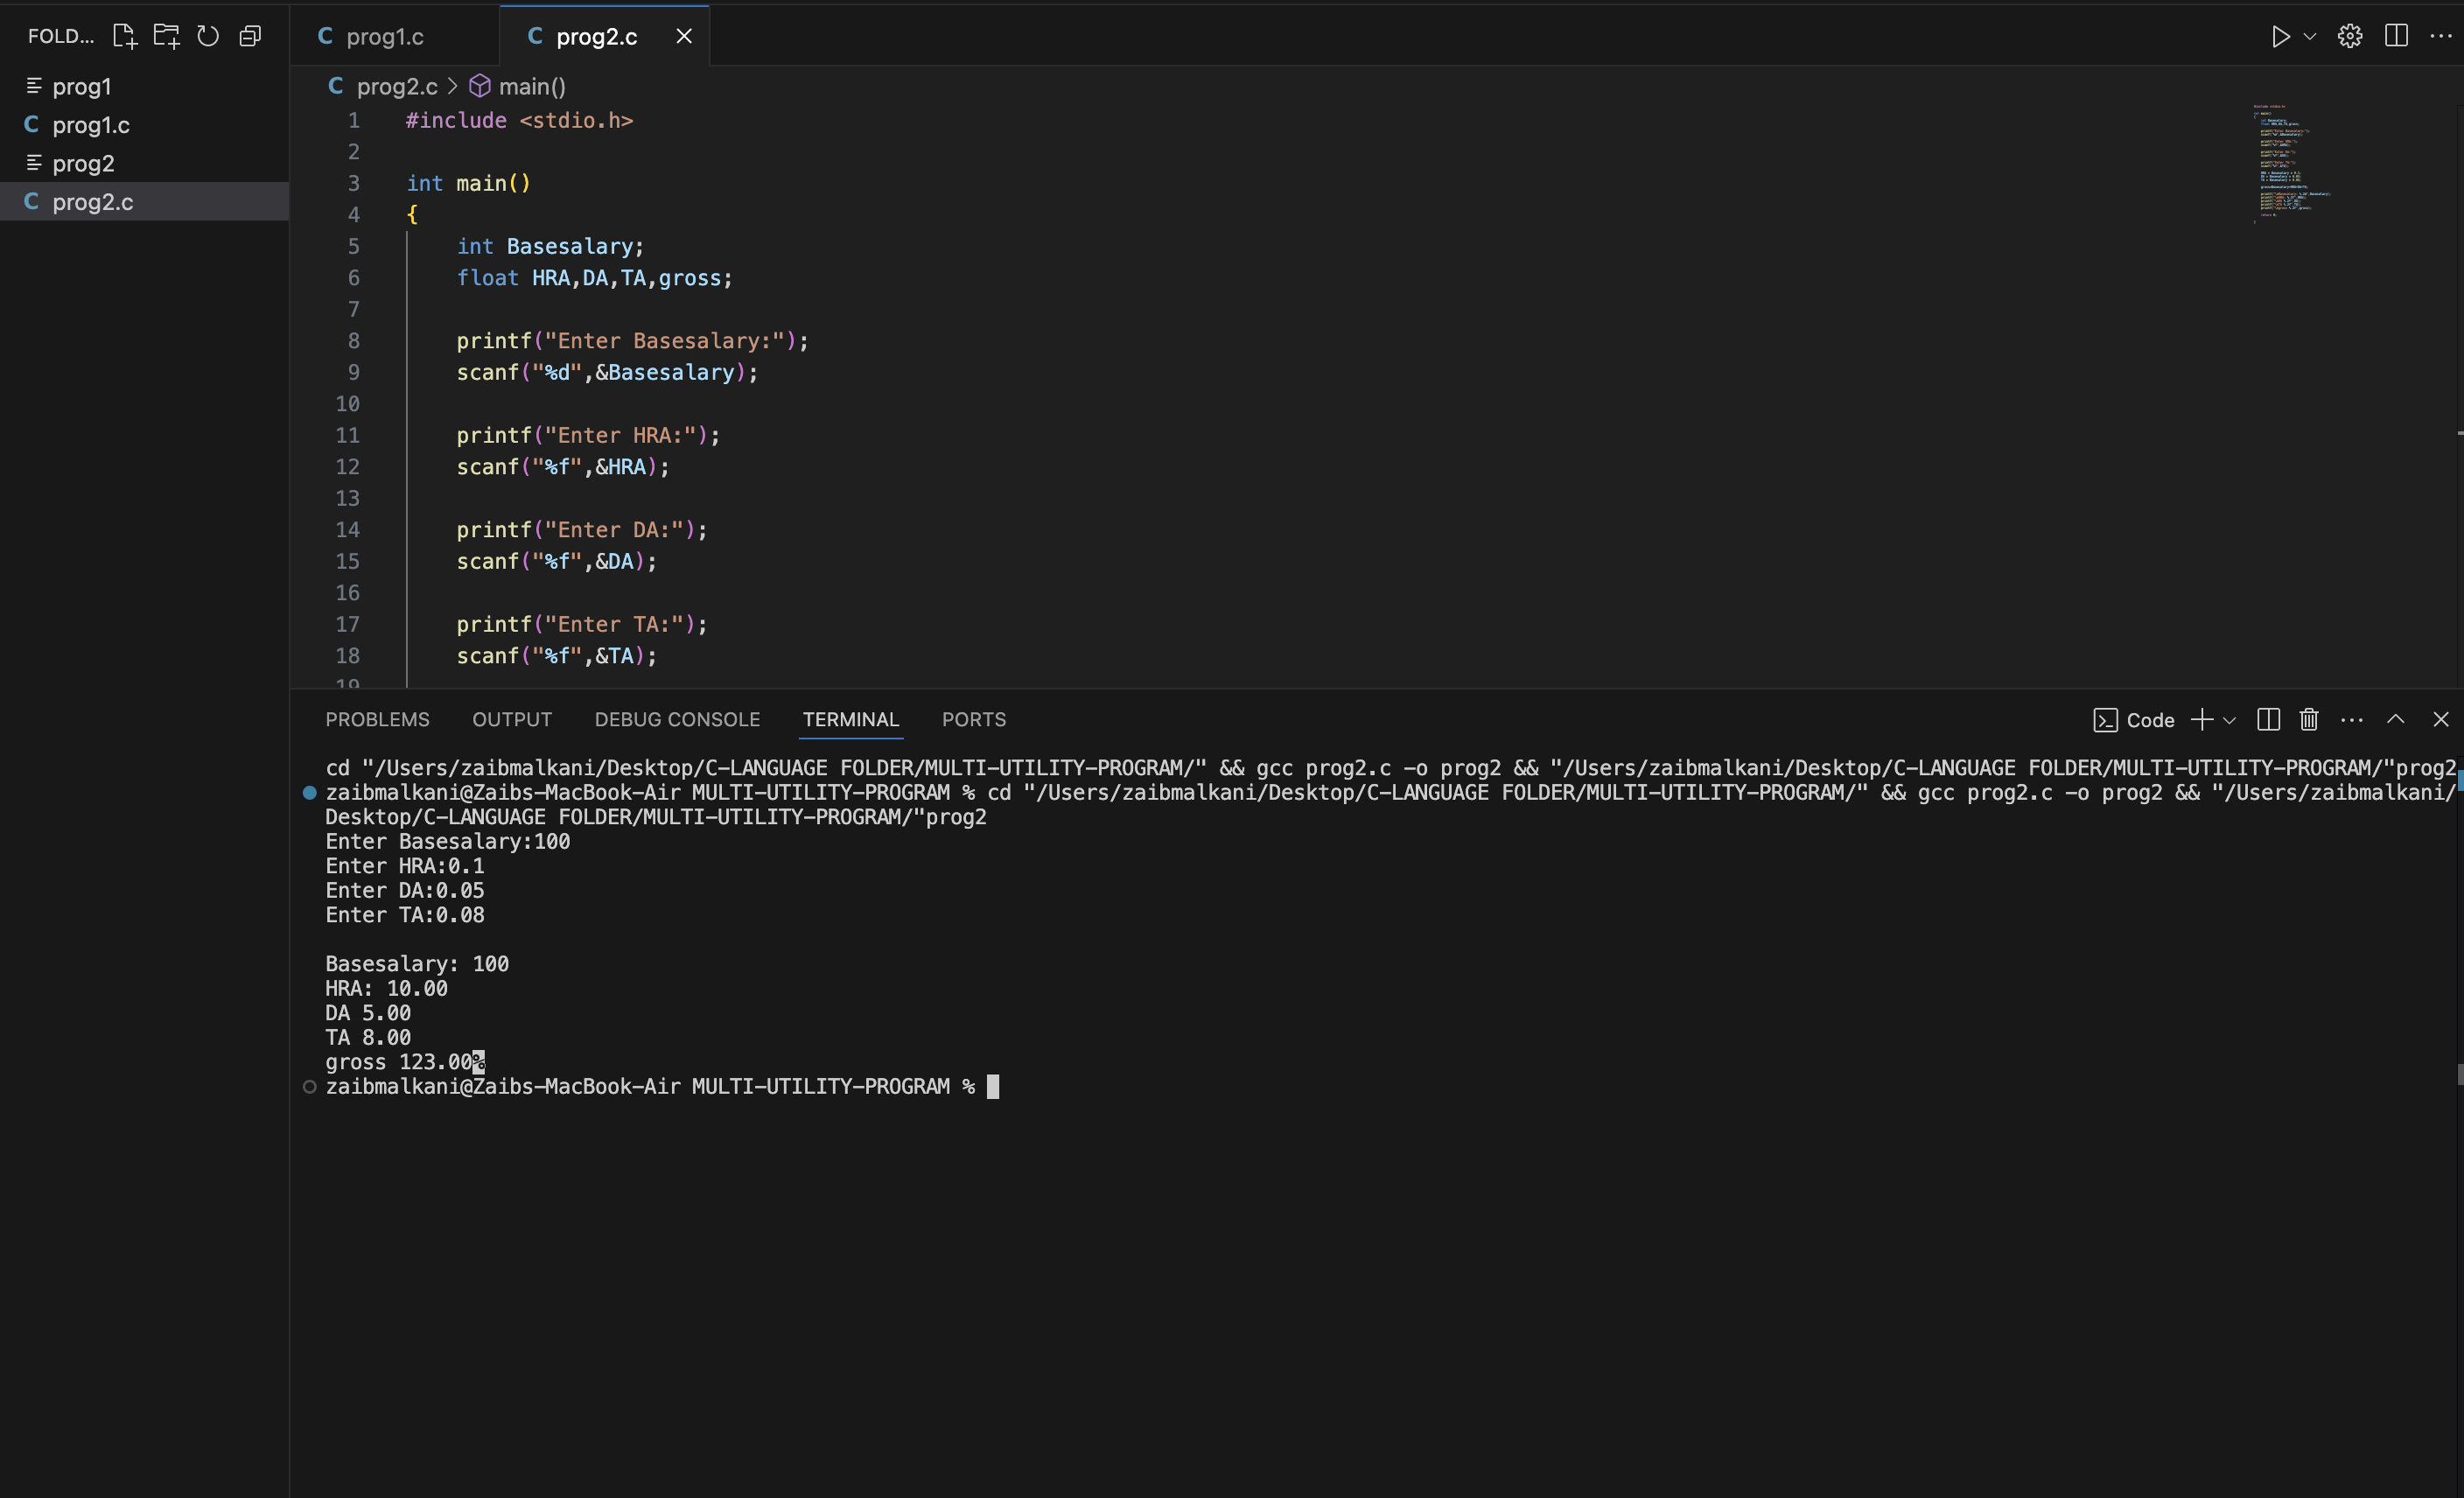 FOLD...
prog1
prog1.c
prog2
prog2.c
prog1.c
prog2.c
prog2.c > main()
1 #include <stdio.h>
2
3 int main()
4 {
5 int Basesalary;
6 float HRA,DA,TA,gross;
7
8 printf("Enter Basesalary:");
9 scanf("%d",&Basesalary);
10
11 printf("Enter HRA:");
12 scanf("%f",&HRA);
13
14 printf("Enter DA:");
15 scanf("%f",&DA);
16
17 printf("Enter TA:");
18 scanf("%f",&TA);
19
PROBLEMS OUTPUT DEBUG CONSOLE TERMINAL PORTS Code
cd "/Users/zaibmalkani/Desktop/C-LANGUAGE FOLDER/MULTI-UTILITY-PROGRAM/" && gcc prog2.c -o prog2 && "/Users/zaibmalkani/Desktop/C-LANGUAGE FOLDER/MULTI-UTILITY-PROGRAM/"prog2
zaibmalkani@Zaibs-MacBook-Air MULTI-UTILITY-PROGRAM % cd "/Users/zaibmalkani/Desktop/C-LANGUAGE FOLDER/MULTI-UTILITY-PROGRAM/" && gcc prog2.c -o prog2 && "/Users/zaibmalkani/
Desktop/C-LANGUAGE FOLDER/MULTI-UTILITY-PROGRAM/"prog2
Enter Basesalary:100
Enter HRA:0.1
Enter DA:0.05
Enter TA:0.08
Basesalary: 100
HRA: 10.00
DA 5.00
TA 8.00
gross 123.00%
zaibmalkani@Zaibs-MacBook-Air MULTI-UTILITY-PROGRAM %